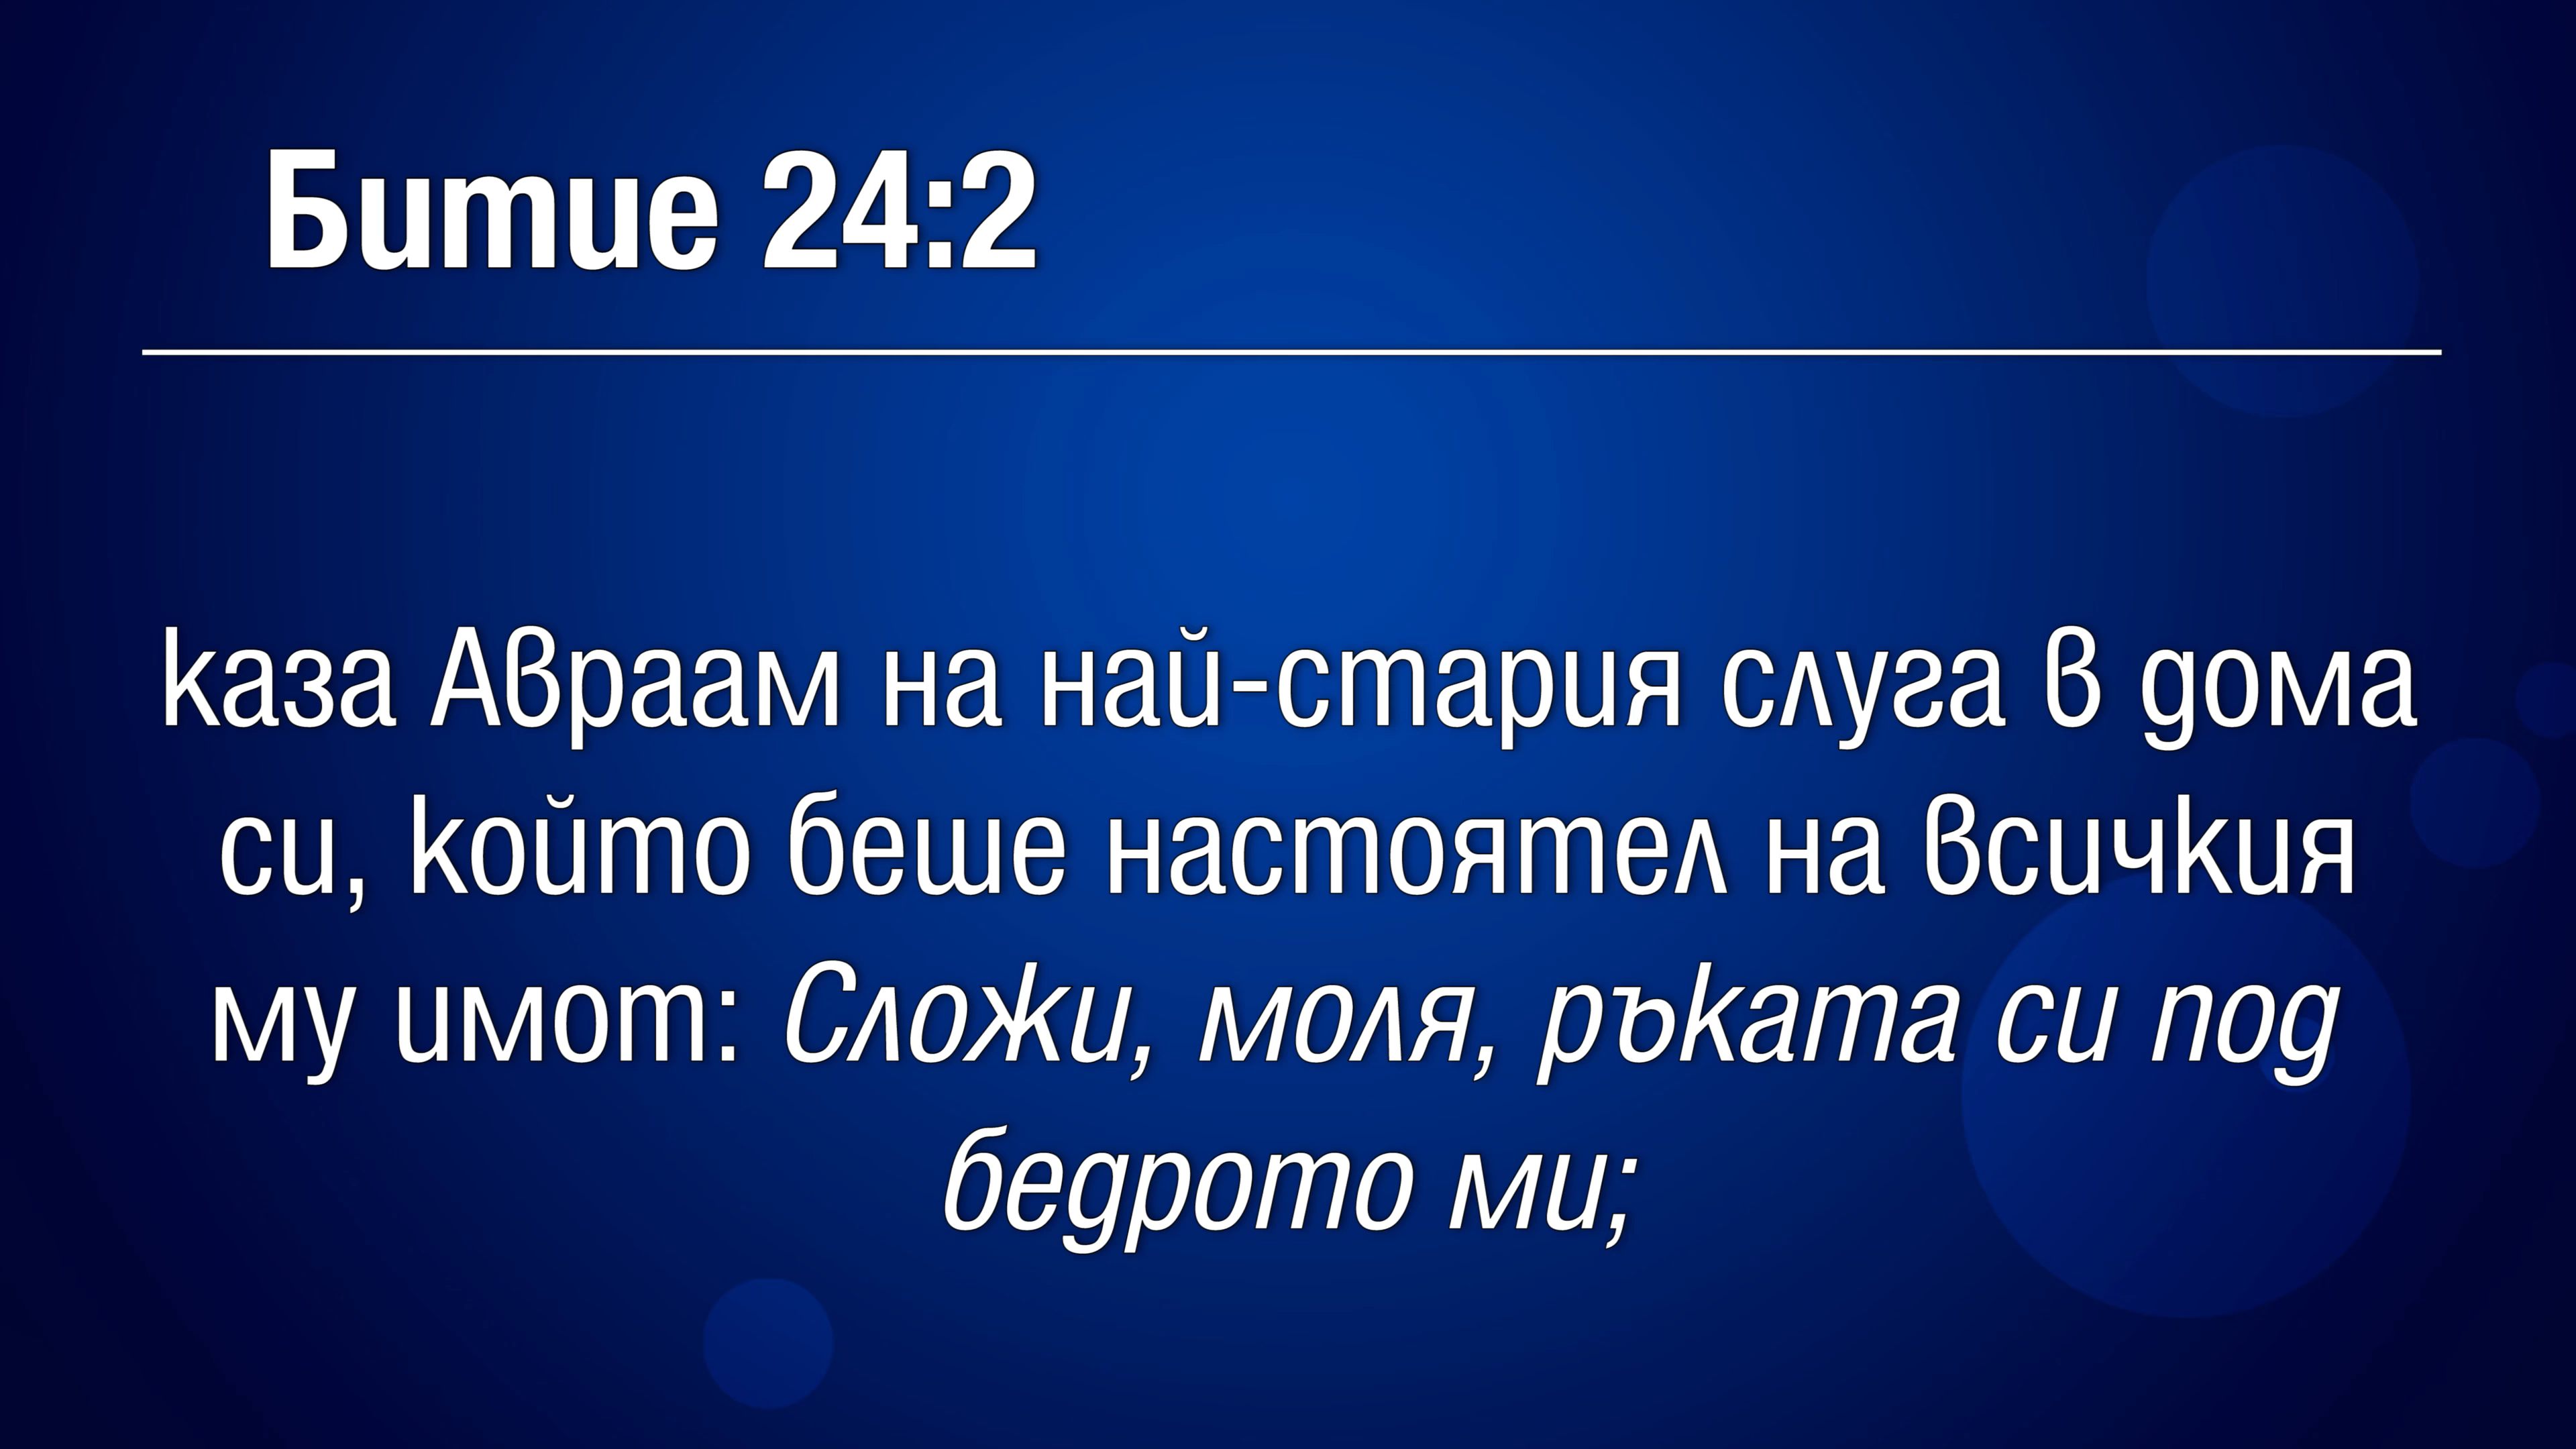 Битие 24:2
каза Авраам на най-стария слуга в дома
си, който беше настоятел на всичкия
му имот: Сложи, моля, ръката си под
бедрото ми;